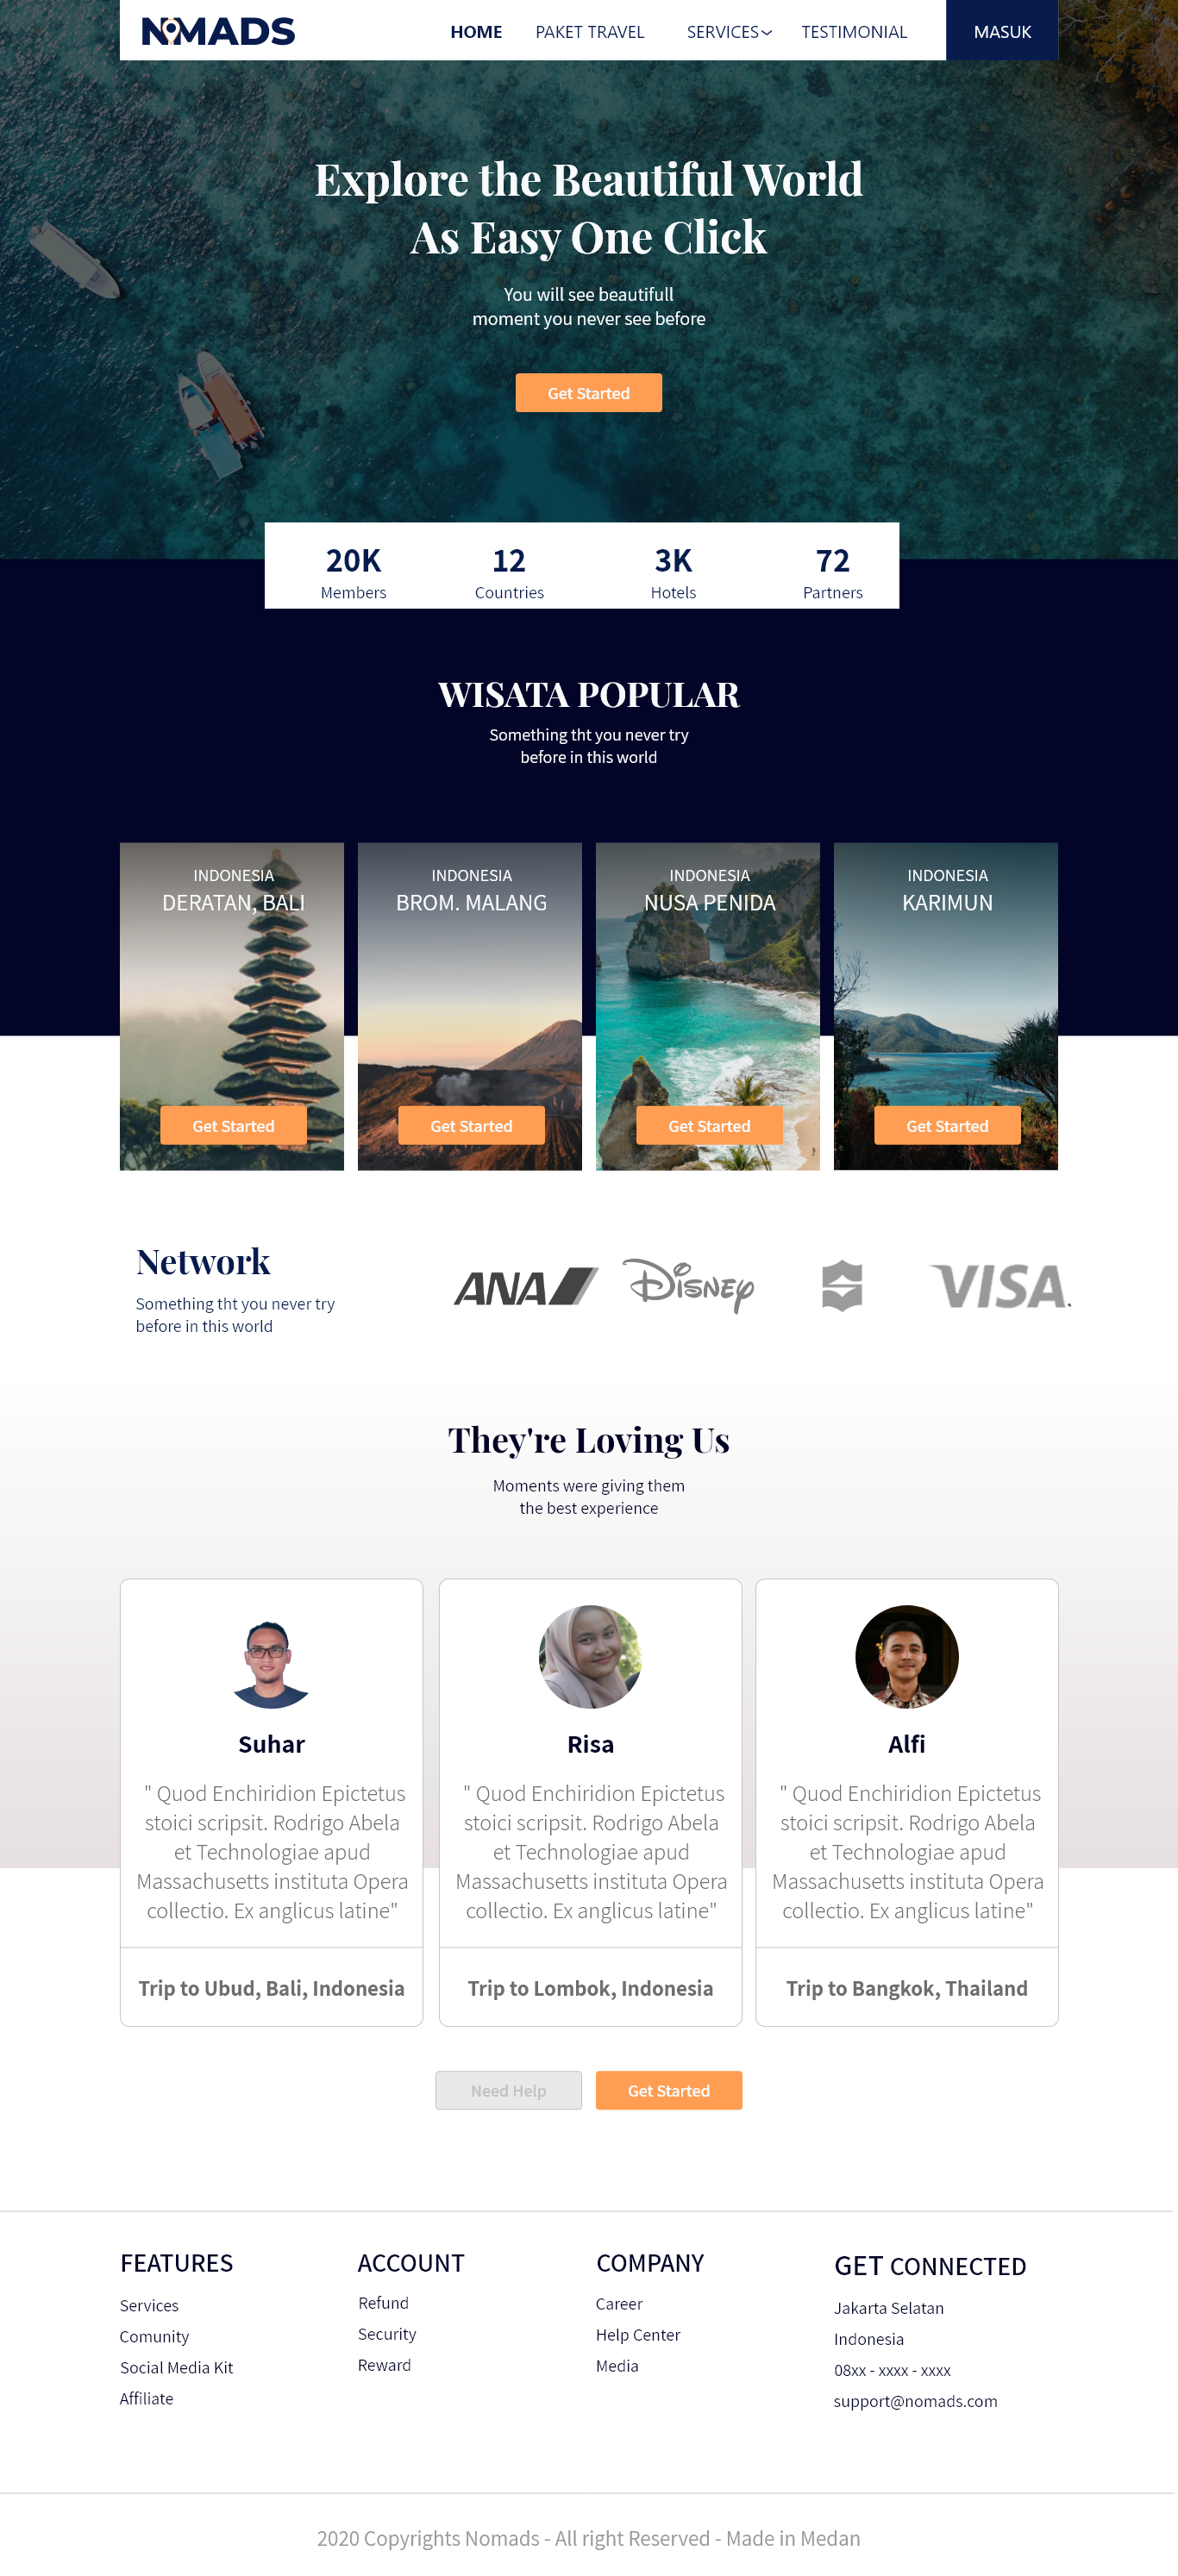 NOMADS
HOME
PAKET TRAVEL
SERVICES
TESTIMONIAL
MASUK
Explore the Beautiful World
As Easy One Click
You will see beautifull
moment you never see before
Get Started
20K
Members
12
Countries
3K
Hotels
72
Partners
WISATA POPULAR
Something tht you never try
before in this world
INDONESIA
DERATAN, BALI
Get Started
INDONESIA
BROM. MALANG
Get Started
INDONESIA
NUSA PENIDA
Get Started
INDONESIA
KARIMUN
Get Started
Network
Something tht you never try
before in this world
ANA
Disney
VISA
They're Loving Us
Moments were giving them
the best experience
Suhar
" Quod Enchiridion Epictetus
stoici scripsit. Rodrigo Abela
et Technologiae apud
Massachusetts instituta Opera
collectio. Ex anglicus latine"
Trip to Ubud, Bali, Indonesia
Risa
" Quod Enchiridion Epictetus
stoici scripsit. Rodrigo Abela
et Technologiae apud
Massachusetts instituta Opera
collectio. Ex anglicus latine"
Trip to Lombok, Indonesia
Alfi
" Quod Enchiridion Epictetus
stoici scripsit. Rodrigo Abela
et Technologiae apud
Massachusetts instituta Opera
collectio. Ex anglicus latine"
Trip to Bangkok, Thailand
Need Help
Get Started
FEATURES
Services
Comunity
Social Media Kit
Affiliate
ACCOUNT
Refund
Security
Reward
COMPANY
Career
Help Center
Media
GET CONNECTED
Jakarta Selatan
Indonesia
08xx - xxxx - xxxx
support@nomads.com
2020 Copyrights Nomads - All right Reserved - Made in Medan